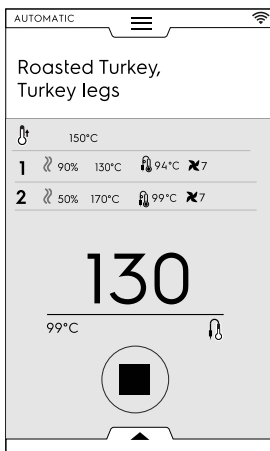 AUTOMATIC
Roasted Turkey,
Turkey legs
150°C
1 90% 130°C 94°C 7
2 50% 170°C 99°C 7
130
99°C